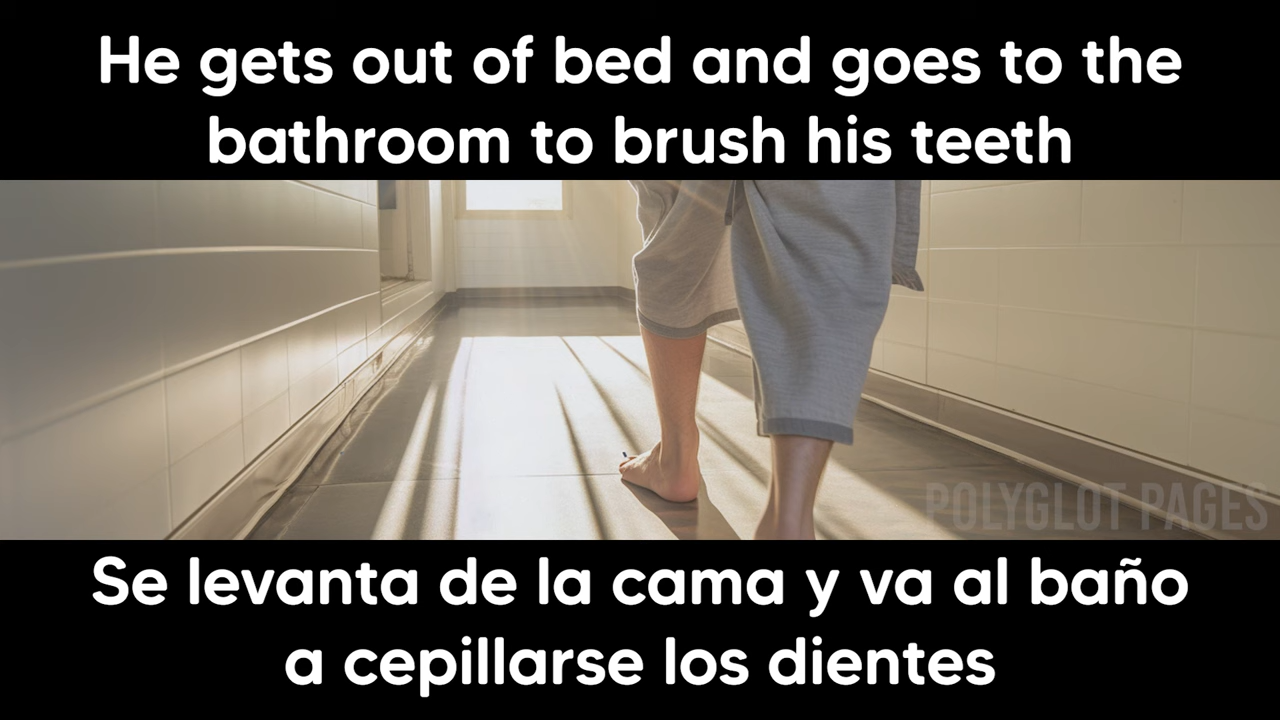 He gets out of bed and goes to the
bathroom to brush his teeth
POLYGLOT PAGES
Se levanta de la cama y va al baño
a cepillarse los dientes